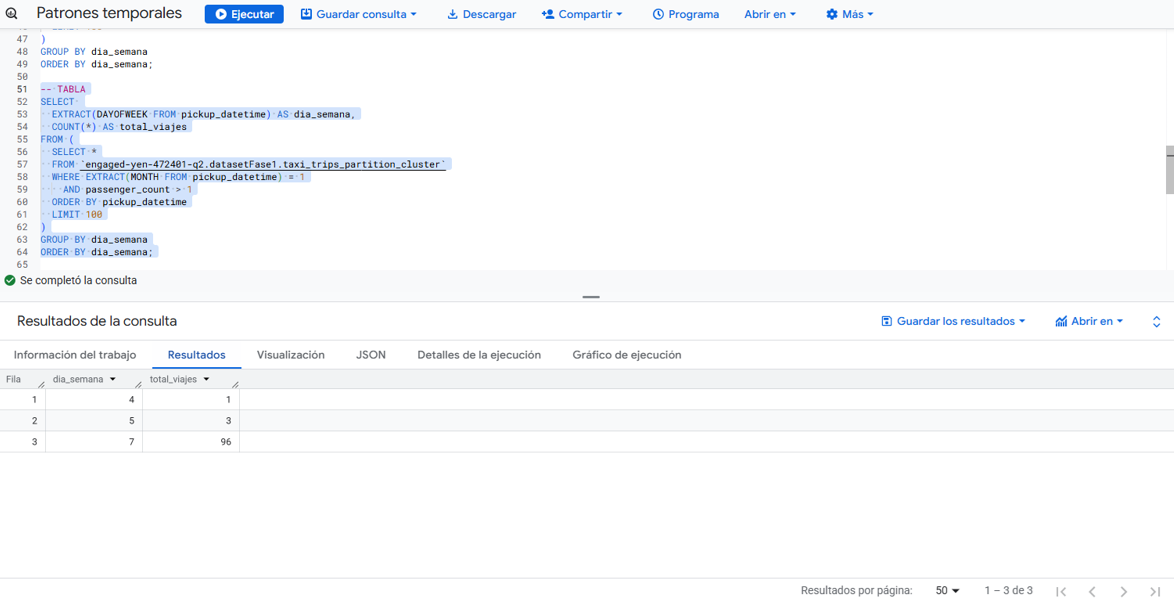 Patrones temporales Ejecutar Guardar consulta Descargar Compartir Programa Abrir en Más
47 )
48 GROUP BY dia_semana
49 ORDER BY dia_semana;
50
51 -- TABLA
52 SELECT
53 EXTRACT(DAYOFWEEK FROM pickup_datetime) AS dia_semana,
54 COUNT(*) AS total_viajes
55 FROM (
56 SELECT *
57 FROM `engaged-yen-472401-q2.datasetFase1.taxi_trips_partition_cluster`
58 WHERE EXTRACT(MONTH FROM pickup_datetime) = 1
59 AND passenger_count > 1
60 ORDER BY pickup_datetime
61 LIMIT 100
62 )
63 GROUP BY dia_semana
64 ORDER BY dia_semana;
65
Se completó la consulta
Resultados de la consulta Guardar los resultados Abrir en
Información del trabajo Resultados Visualización JSON Detalles de la ejecución Gráfico de ejecución
Fila dia_semana total_viajes
1 4 1
2 5 3
3 7 96
Resultados por página: 50 1 – 3 de 3